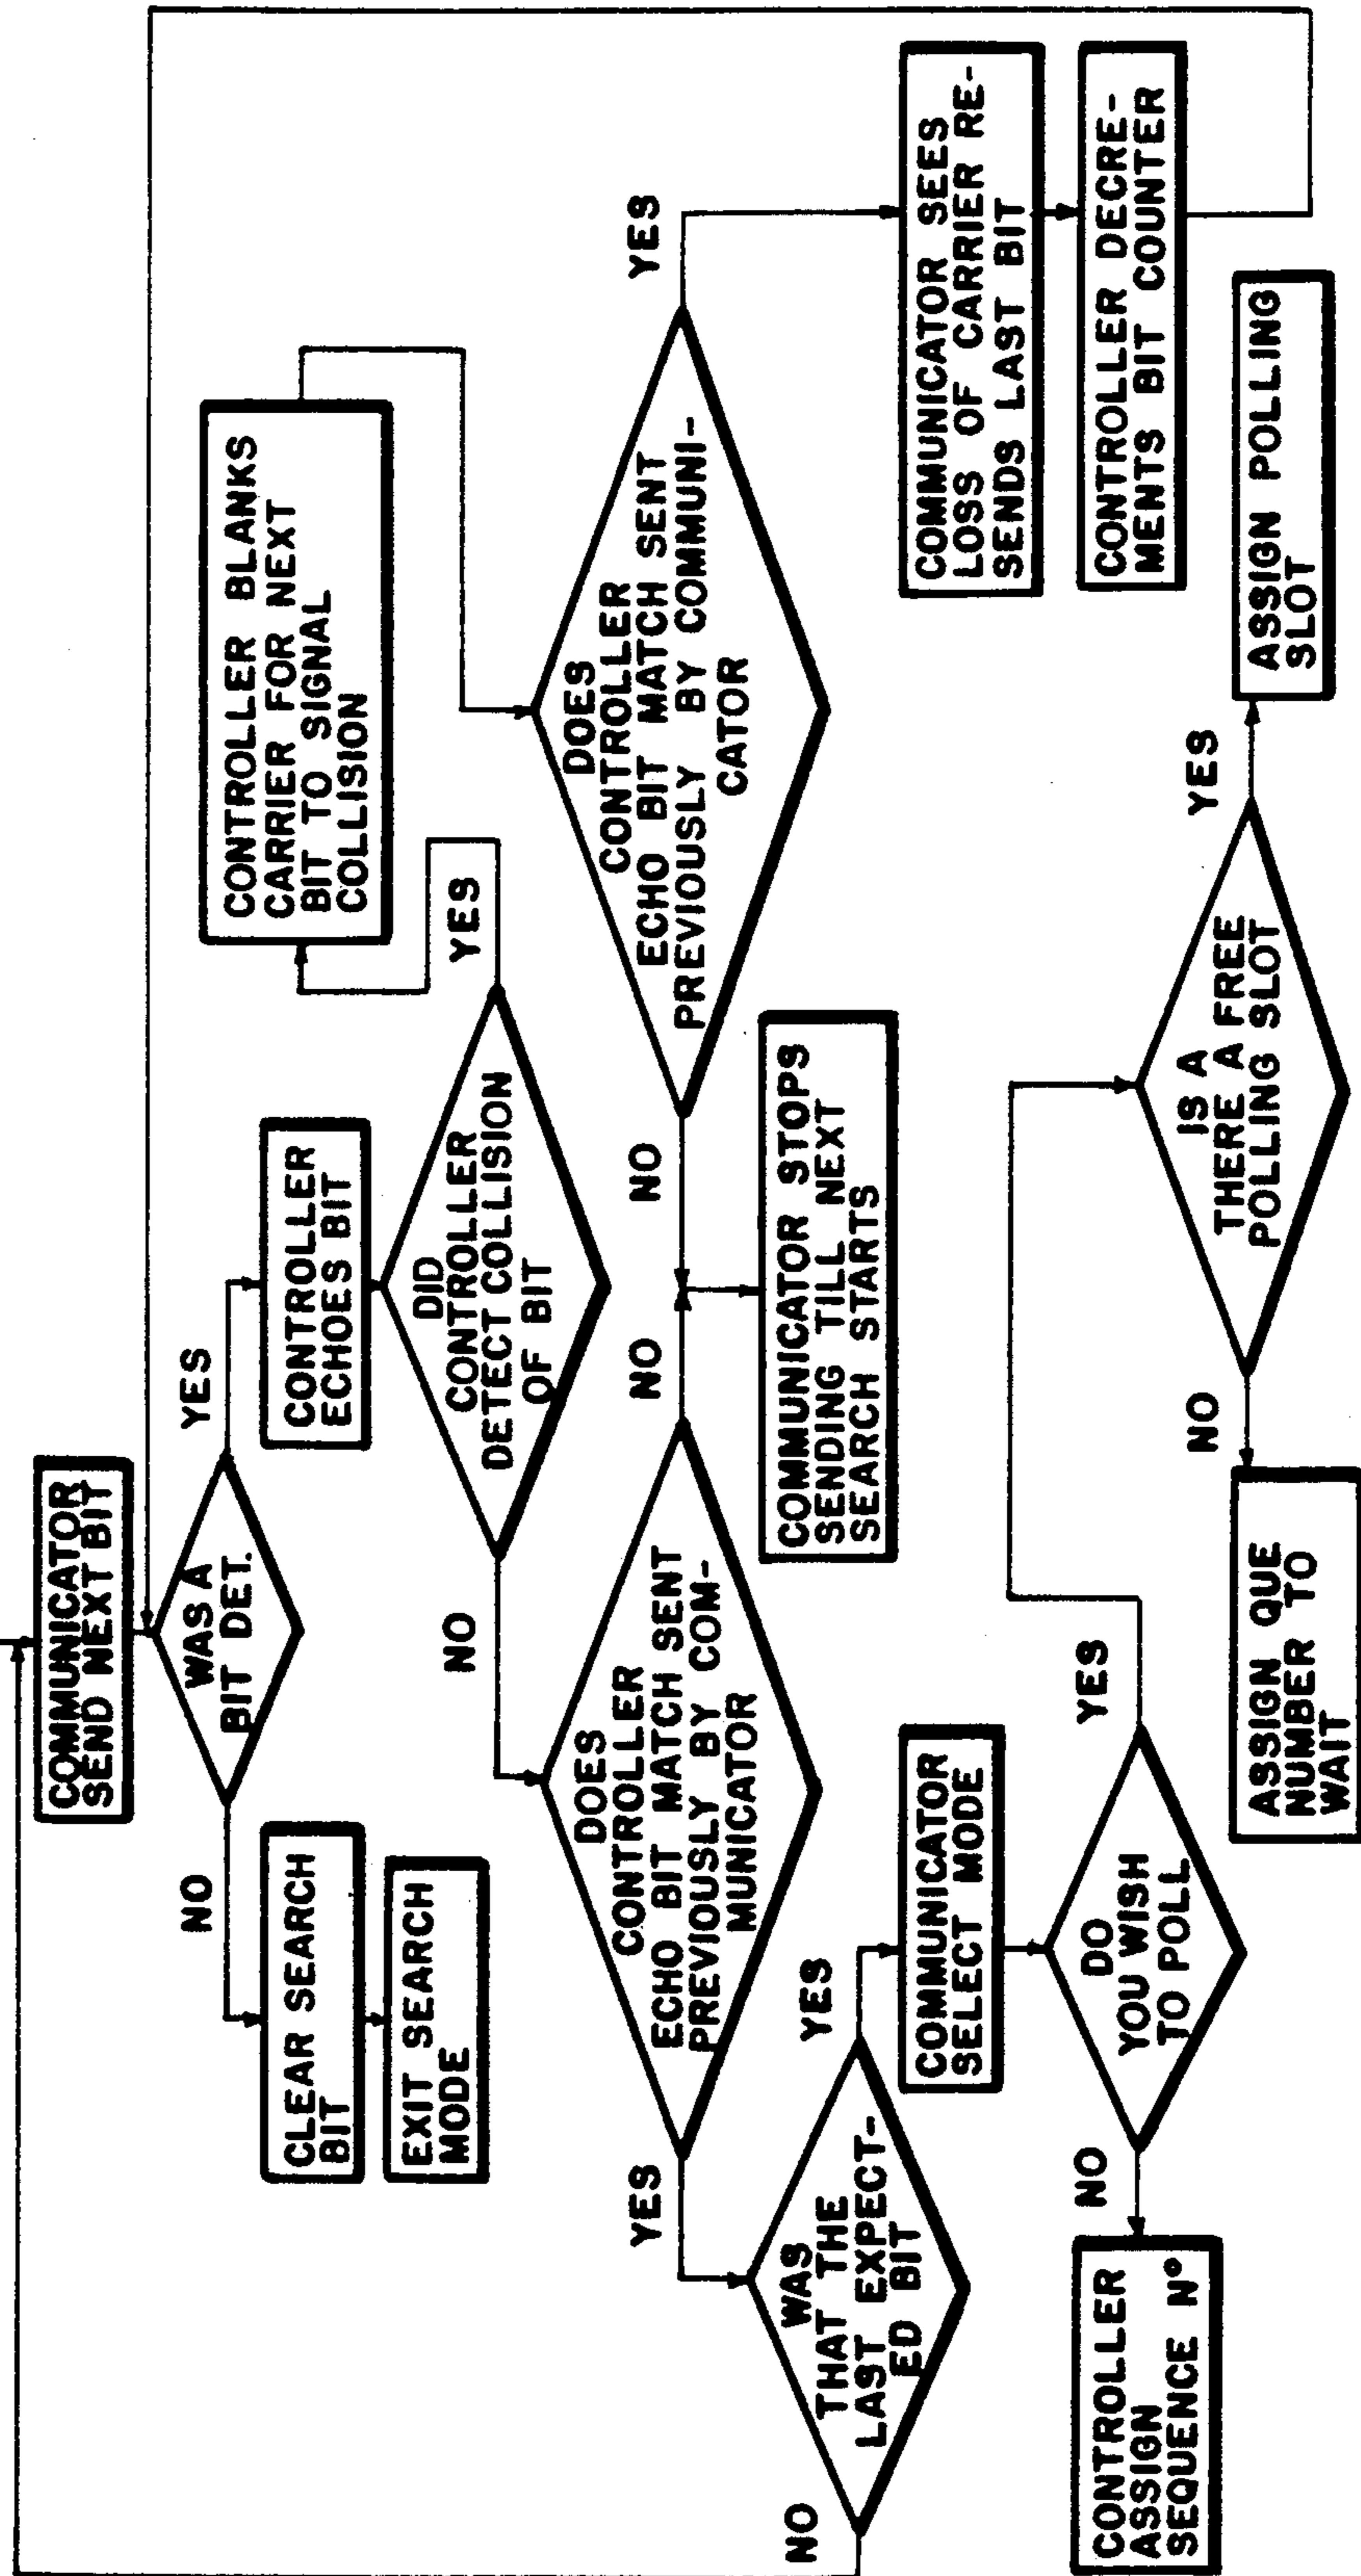 COMMUNICATOR
SEND NEXT BIT
WAS A
BIT DET.
NO
YES
CLEAR SEARCH
BIT
EXIT SEARCH
MODE
CONTROLLER
ECHOES BIT
DID
CONTROLLER
DETECT COLLISION
OF BIT
NO
YES
CONTROLLER BLANKS
CARRIER FOR NEXT
BIT TO SIGNAL
COLLISION
DOES
CONTROLLER
ECHO BIT MATCH SENT
PREVIOUSLY BY COM-
MUNICATOR
YES
NO
DOES
CONTROLLER
ECHO BIT MATCH SENT
PREVIOUSLY BY COMMUNI-
CATOR
NO
YES
COMMUNICATOR STOPS
SENDING TILL NEXT
SEARCH STARTS
COMMUNICATOR SEES
LOSS OF CARRIER RE-
SENDS LAST BIT
CONTROLLER DECRE-
MENTS BIT COUNTER
WAS
THAT THE
LAST EXPECT-
ED BIT
NO
YES
COMMUNICATOR
SELECT MODE
DO
YOU WISH
TO POLL
NO
YES
CONTROLLER
ASSIGN
SEQUENCE Nº
IS A
THERE A FREE
POLLING SLOT
NO
YES
ASSIGN QUE
NUMBER TO
WAIT
ASSIGN POLLING
SLOT